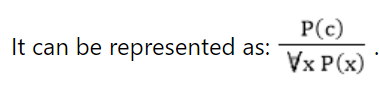 It can be represented as: P(c) / ∀x P(x) .